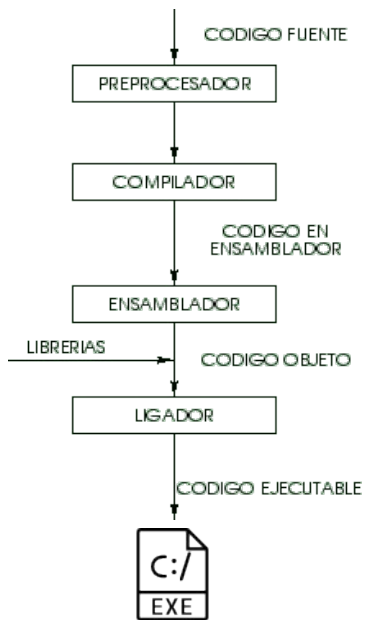 CODIGO FUENTE
PREPROCESADOR
COMPILADOR
CODIGO EN
ENSAMBLADOR
ENSAMBLADOR
LIBRERIAS
CODIGO OBJETO
LIGADOR
CODIGO EJECUTABLE
C:/
EXE